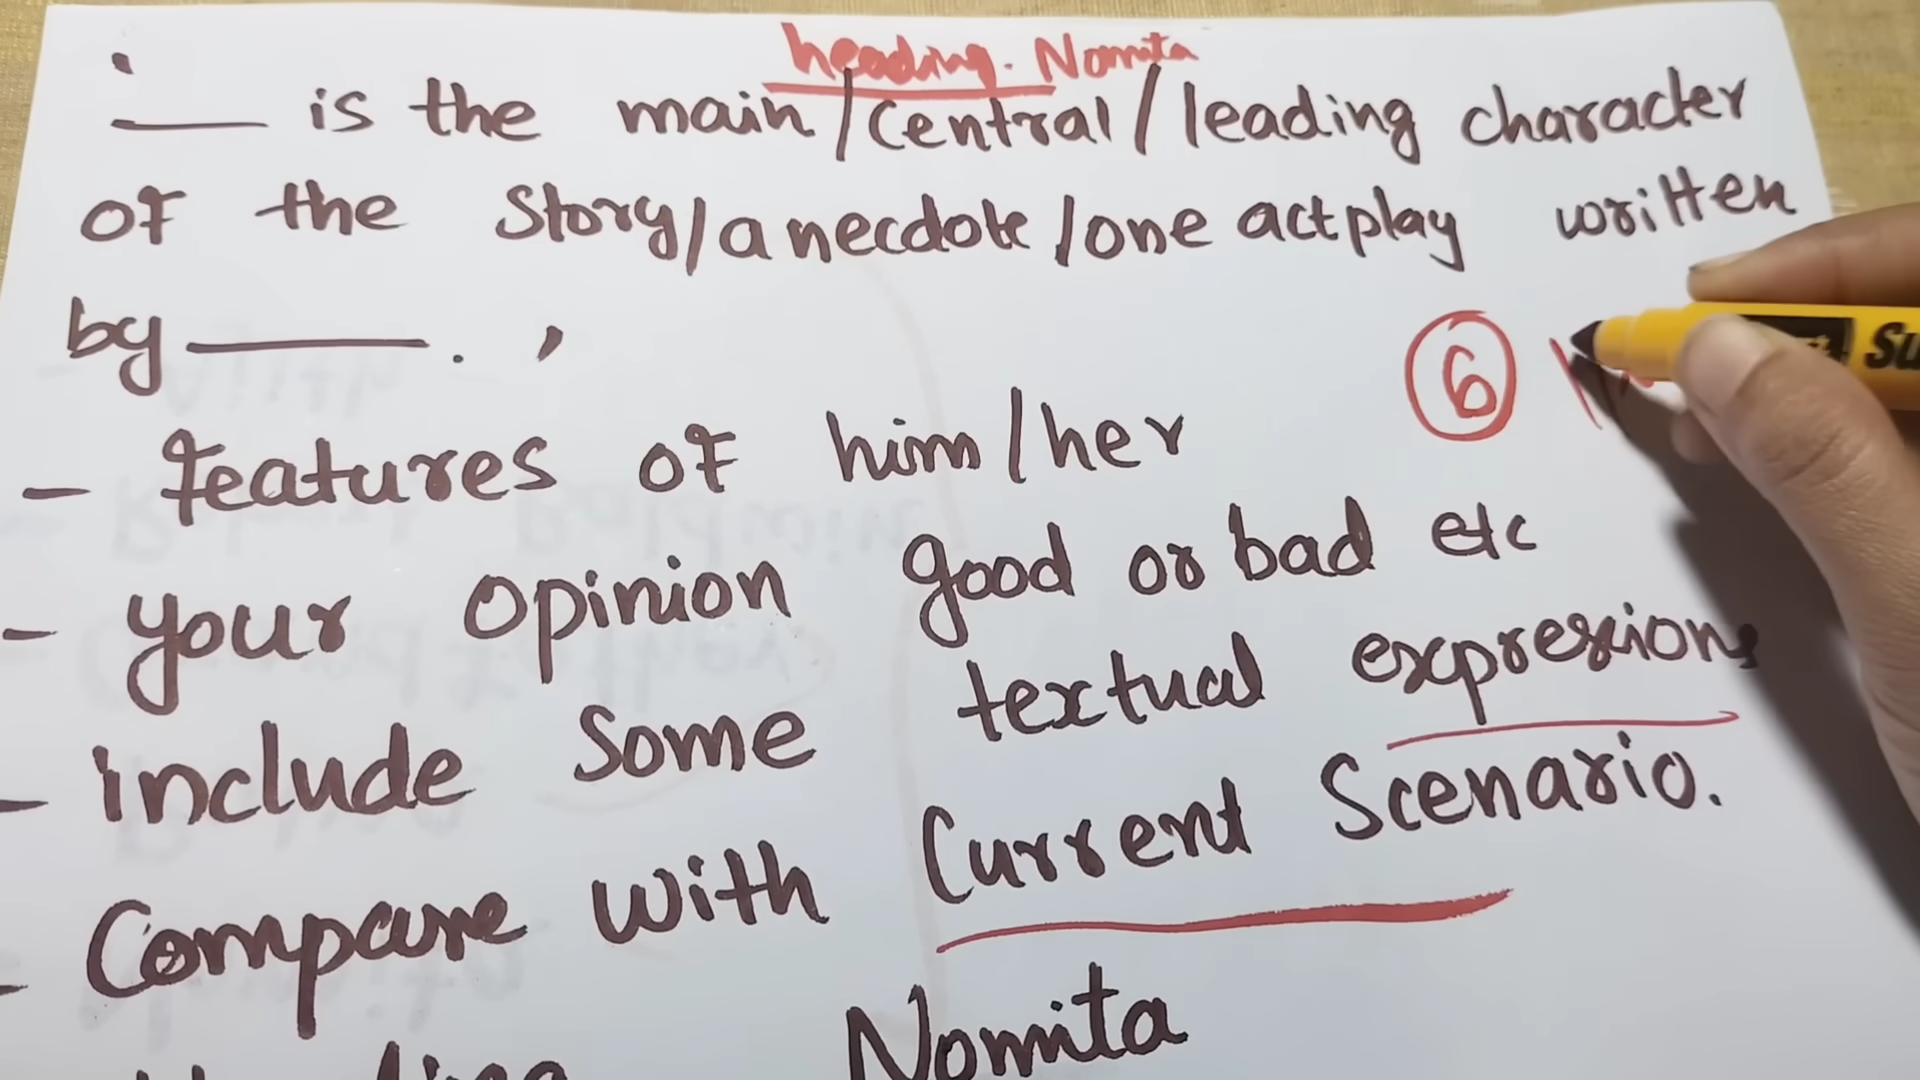 heading. Nomita
___ is the main/central/leading character
of the story/anecdote/one act play written
by ___ . ,
6
- features of him/her
- your opinion good or bad etc
- include some textual expressions
- Compare with Current Scenario.
Nomita
Su